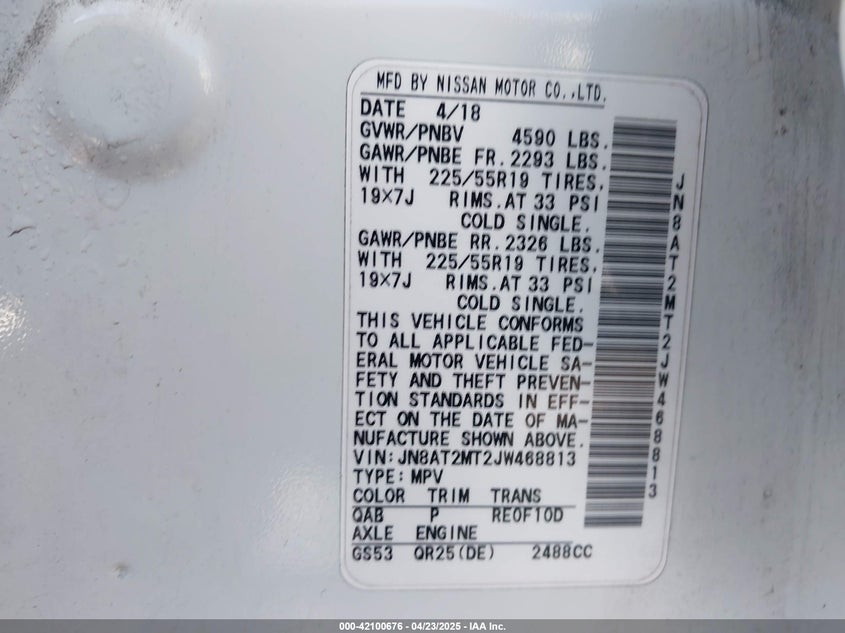 MFD BY NISSAN MOTOR CO.,LTD.
DATE 4/18
GVWR/PNBV 4590 LBS.
GAWR/PNBE FR. 2293 LBS.
WITH 225/55R19 TIRES,
19×7J RIMS.AT 33 PSI
COLD SINGLE.
GAWR/PNBE RR. 2326 LBS.
WITH 225/55R19 TIRES,
19×7J RIMS.AT 33 PSI
COLD SINGLE.
THIS VEHICLE CONFORMS
TO ALL APPLICABLE FED-
ERAL MOTOR VEHICLE SA-
FETY AND THEFT PREVEN-
TION STANDARDS IN EFF-
ECT ON THE DATE OF MA-
NUFACTURE SHOWN ABOVE.
VIN:JN8AT2MT2JW468813
TYPE:MPV
COLOR TRIM TRANS
QAB P RE0F10D
AXLE ENGINE
GS53 QR25(DE) 2488CC
JN8AT2MT2JW468813
000-42100676 - 04/23/2025 - IAA Inc.